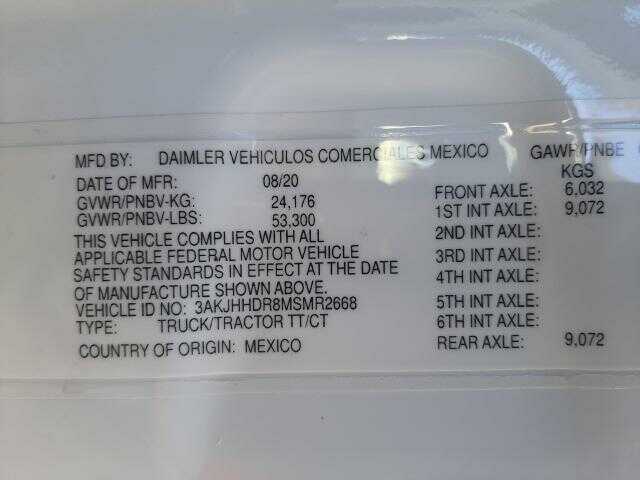 MFD BY: DAIMLER VEHICULOS COMERCIALES MEXICO GAWR/PNBE
KGS
DATE OF MFR: 08/20
GVWR/PNBV-KG: 24,176
GVWR/PNBV-LBS: 53,300
THIS VEHICLE COMPLIES WITH ALL
APPLICABLE FEDERAL MOTOR VEHICLE
SAFETY STANDARDS IN EFFECT AT THE DATE
OF MANUFACTURE SHOWN ABOVE.
VEHICLE ID NO: 3AKJHHDR8MSMR2668
TYPE: TRUCK/TRACTOR TT/CT
COUNTRY OF ORIGIN: MEXICO
FRONT AXLE: 6,032
1ST INT AXLE: 9,072
2ND INT AXLE:
3RD INT AXLE:
4TH INT AXLE:
5TH INT AXLE:
6TH INT AXLE:
REAR AXLE: 9,072